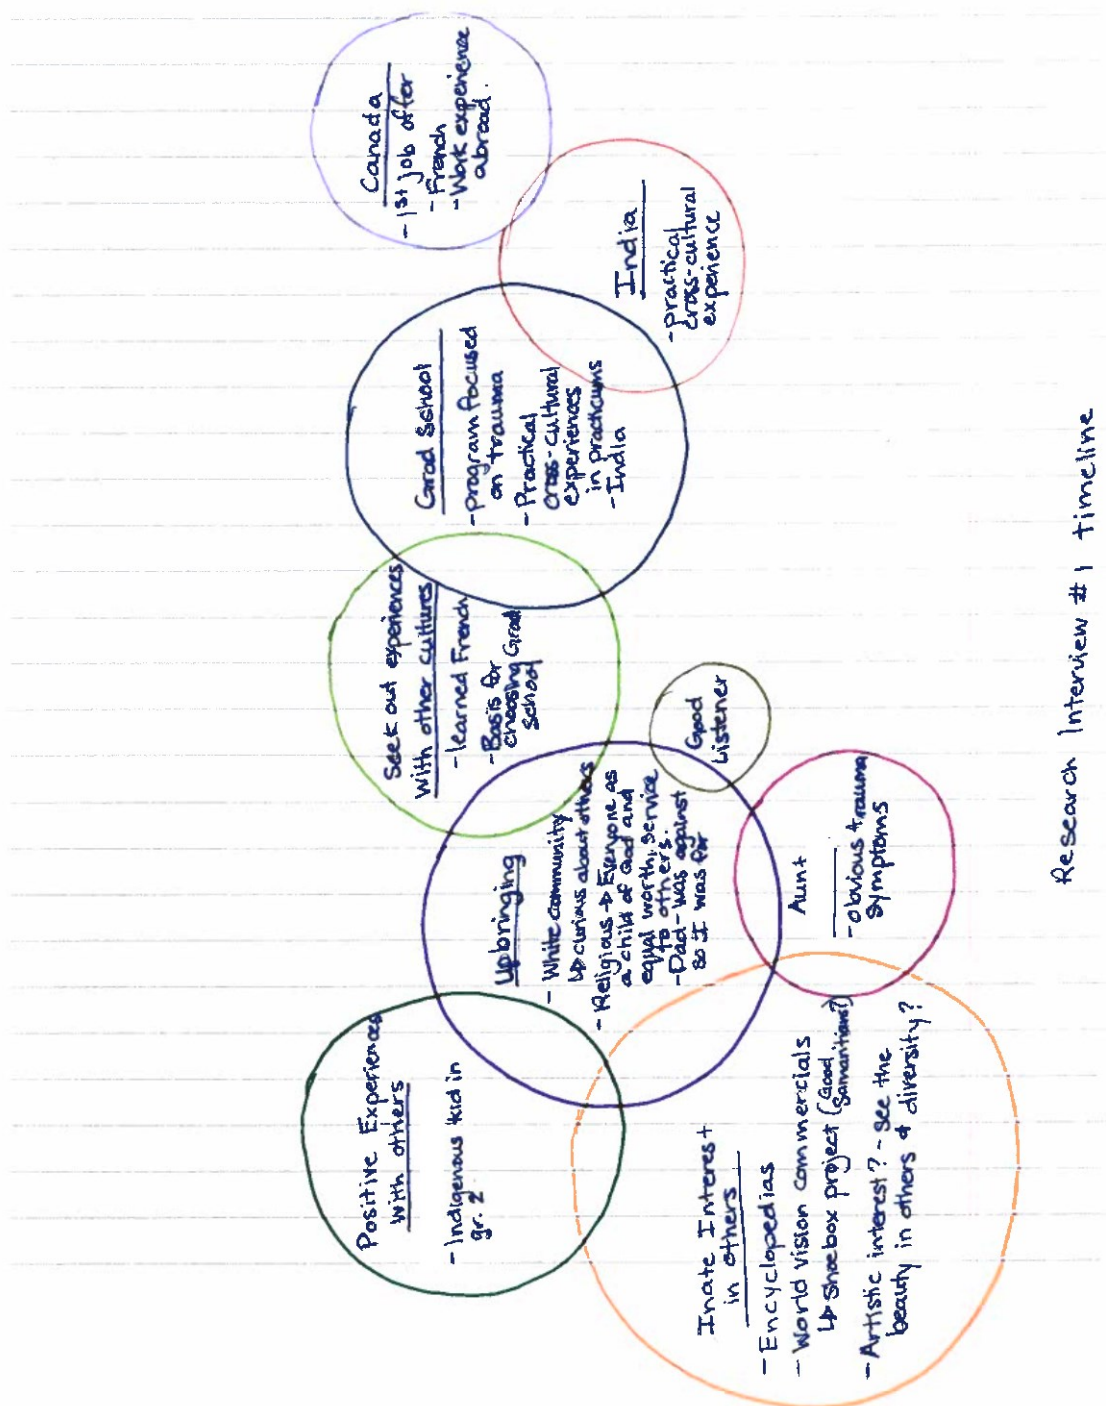 Positive Experiences
With others
- Indigenous kid in
gr. 2
Inate Interest
in others
- Encyclopedias
- World vision commercials
↳ Shoebox project (Good
Samaritians?)
- Artistic interest? - see the
beauty in others & diversity?
Upbringing
- White community
↳ curious about others
- Religious → Everyone as
a child of God and
equal worth, service
to others.
- Dad - was against
so I was for
Aunt
- obvious trauma
symptoms
Good
Listener
Seek out experiences
With other cultures
- learned French
- Basis for
choosing Grad
school
Grad School
- program focused
on trauma
- Practical
cross-cultural
experiences
in practicums
- India
India
- practical
cross-cultural
experience
Canada
- 1st job offer
- French
- Work experience
abroad.
Research Interview #1 timeline